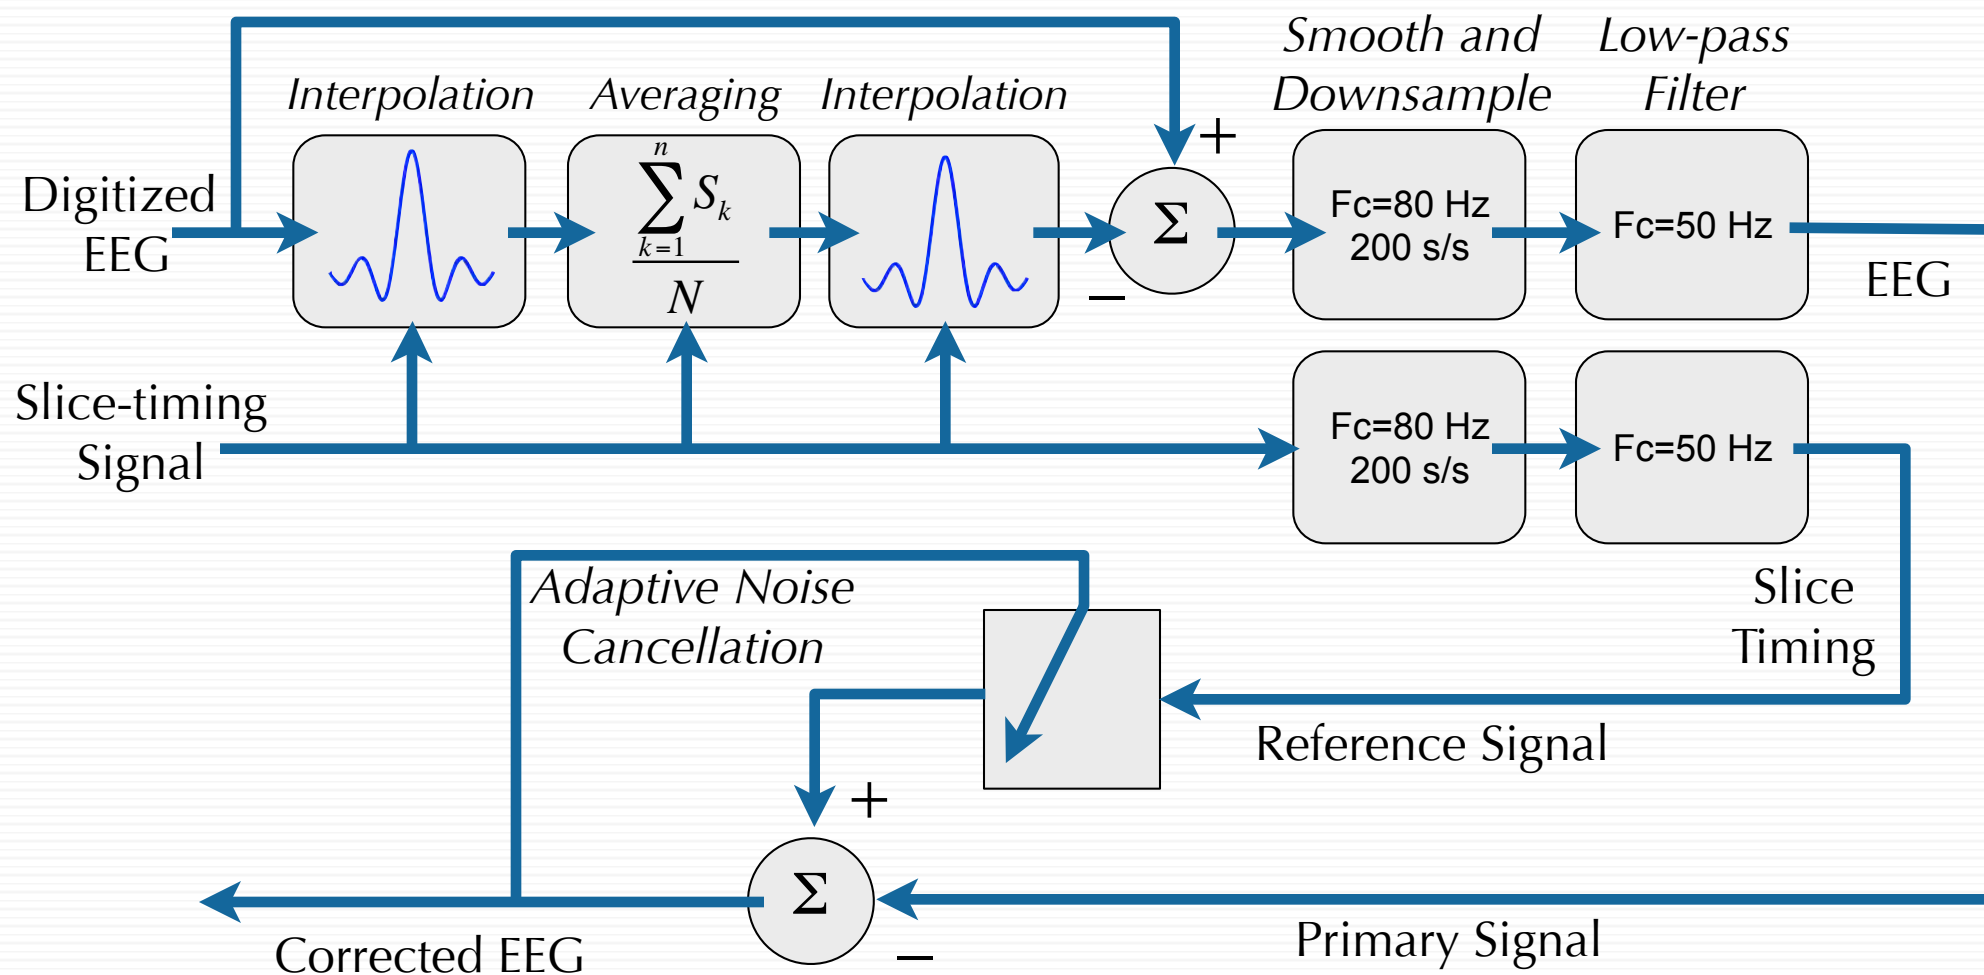 Smooth and
Downsample
Low-pass
Filter
Interpolation
Averaging
Interpolation
+
Digitized
EEG
n
∑ S_k
k=1
N
Σ
−
Fc=80 Hz
200 s/s
Fc=50 Hz
EEG
Slice-timing
Signal
Fc=80 Hz
200 s/s
Fc=50 Hz
Slice
Timing
Adaptive Noise
Cancellation
Reference Signal
+
Σ
−
Primary Signal
Corrected EEG